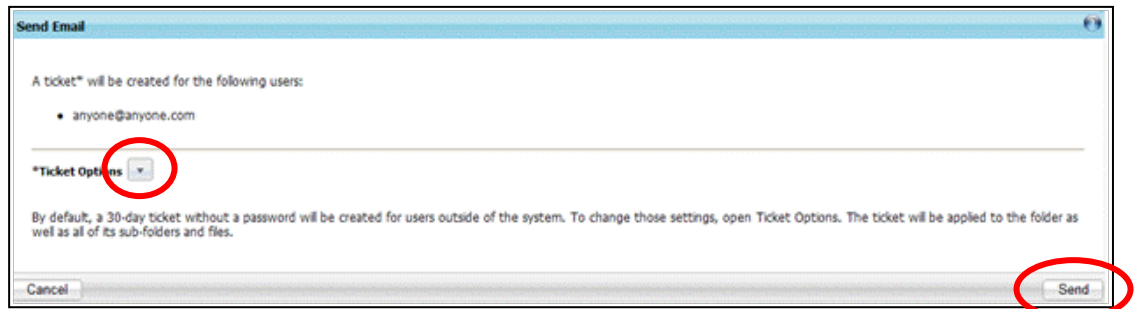 Send Email
A ticket* will be created for the following users:
• anyone@anyone.com
*Ticket Options
By default, a 30-day ticket without a password will be created for users outside of the system. To change those settings, open Ticket Options. The ticket will be applied to the folder as
well as all of its sub-folders and files.
Cancel
Send